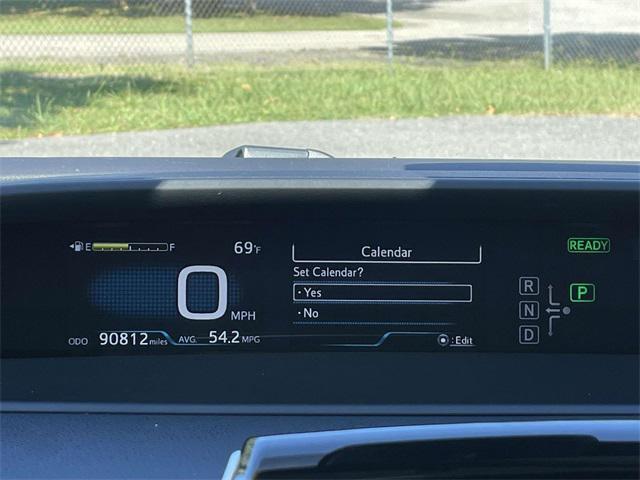 E F 69°F
Calendar
READY
Set Calendar?
0 MPH
· Yes
R
P
· No
N
D
ODO 90812 miles AVG. 54.2 MPG
: Edit